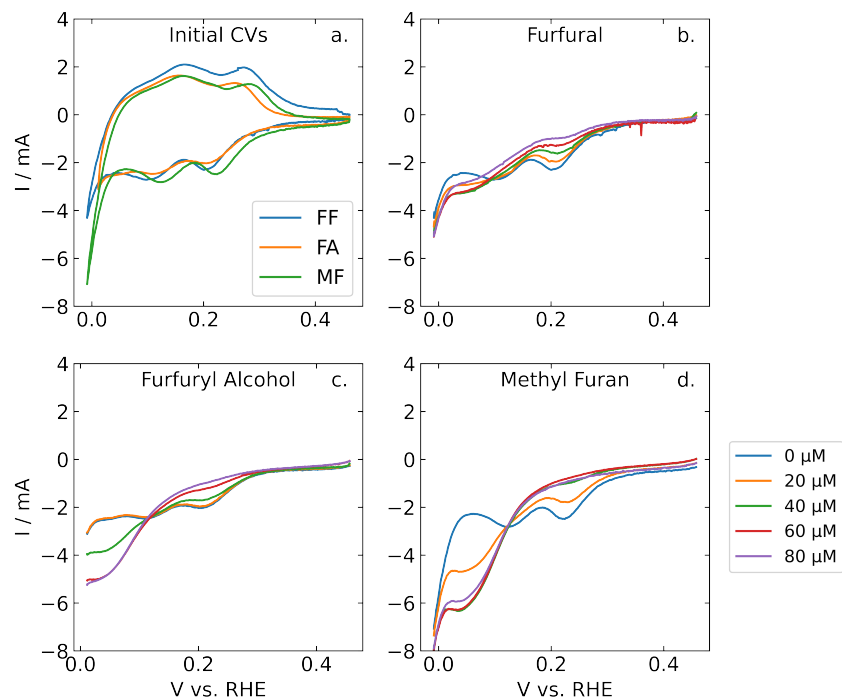 Initial CVs
a.
4
2
0
−2
−4
−6
−8
I / mA
FF
FA
MF
0.0
0.2
0.4
Furfural
b.
4
2
0
−2
−4
−6
−8
0.0
0.2
0.4
Furfuryl Alcohol
c.
4
2
0
−2
−4
−6
−8
I / mA
0.0
0.2
0.4
V vs. RHE
Methyl Furan
d.
4
2
0
−2
−4
−6
−8
0.0
0.2
0.4
V vs. RHE
0 μM
20 μM
40 μM
60 μM
80 μM